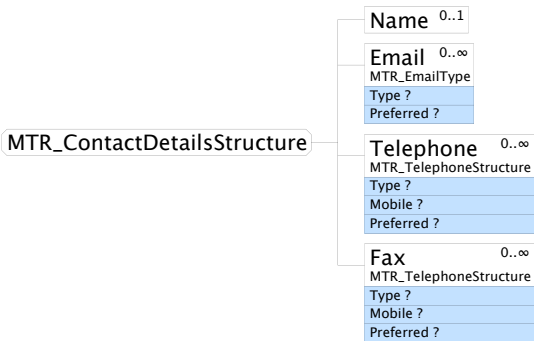 Name 0..1
Email 0..∞
MTR_EmailType
Type ?
Preferred ?
MTR_ContactDetailsStructure
Telephone 0..∞
MTR_TelephoneStructure
Type ?
Mobile ?
Preferred ?
Fax 0..∞
MTR_TelephoneStructure
Type ?
Mobile ?
Preferred ?